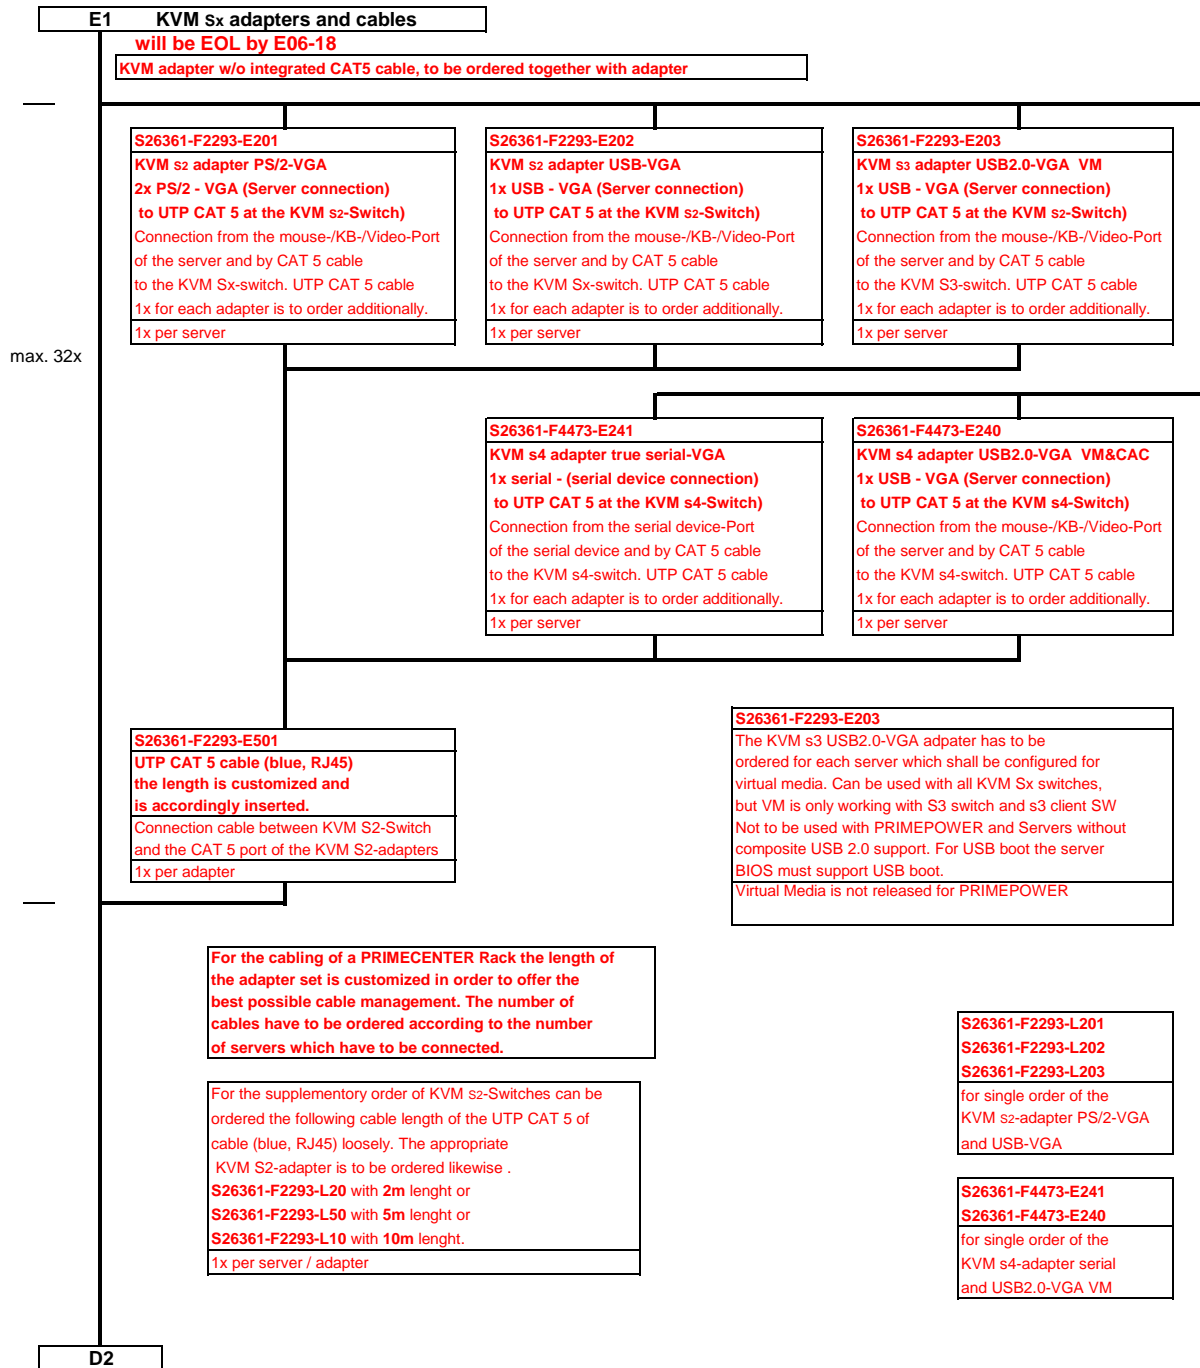 E1 KVM Sx adapters and cables
will be EOL by E06-18
KVM adapter w/o integrated CAT5 cable, to be ordered together with adapter
S26361-F2293-E201
KVM S2 adapter PS/2-VGA
2x PS/2 - VGA (Server connection)
to UTP CAT 5 at the KVM S2-Switch)
Connection from the mouse-/KB-/Video-Port
of the server and by CAT 5 cable
to the KVM Sx-switch. UTP CAT 5 cable
1x for each adapter is to order additionally.
1x per server
S26361-F2293-E202
KVM S2 adapter USB-VGA
1x USB - VGA (Server connection)
to UTP CAT 5 at the KVM S2-Switch)
Connection from the mouse-/KB-/Video-Port
of the server and by CAT 5 cable
to the KVM Sx-switch. UTP CAT 5 cable
1x for each adapter is to order additionally.
1x per server
S26361-F2293-E203
KVM S3 adapter USB2.0-VGA VM
1x USB - VGA (Server connection)
to UTP CAT 5 at the KVM S2-Switch)
Connection from the mouse-/KB-/Video-Port
of the server and by CAT 5 cable
to the KVM S3-switch. UTP CAT 5 cable
1x for each adapter is to order additionally.
1x per server
max. 32x
S26361-F4473-E241
KVM s4 adapter true serial-VGA
1x serial - (serial device connection)
to UTP CAT 5 at the KVM s4-Switch)
Connection from the serial device-Port
of the serial device and by CAT 5 cable
to the KVM s4-switch. UTP CAT 5 cable
1x for each adapter is to order additionally.
1x per server
S26361-F4473-E240
KVM s4 adapter USB2.0-VGA VM&CAC
1x USB - VGA (Server connection)
to UTP CAT 5 at the KVM s4-Switch)
Connection from the mouse-/KB-/Video-Port
of the server and by CAT 5 cable
to the KVM s4-switch. UTP CAT 5 cable
1x for each adapter is to order additionally.
1x per server
S26361-F2293-E501
UTP CAT 5 cable (blue, RJ45)
the length is customized and
is accordingly inserted.
Connection cable between KVM S2-Switch
and the CAT 5 port of the KVM S2-adapters
1x per adapter
S26361-F2293-E203
The KVM s3 USB2.0-VGA adpater has to be
ordered for each server which shall be configured for
virtual media. Can be used with all KVM Sx switches,
but VM is only working with S3 switch and s3 client SW
Not to be used with PRIMEPOWER and Servers without
composite USB 2.0 support. For USB boot the server
BIOS must support USB boot.
Virtual Media is not released for PRIMEPOWER
For the cabling of a PRIMECENTER Rack the length of
the adapter set is customized in order to offer the
best possible cable management. The number of
cables have to be ordered according to the number
of servers which have to be connected.
For the supplementory order of KVM S2-Switches can be
ordered the following cable length of the UTP CAT 5 of
cable (blue, RJ45) loosely. The appropriate
KVM S2-adapter is to be ordered likewise .
S26361-F2293-L20 with 2m lenght or
S26361-F2293-L50 with 5m lenght or
S26361-F2293-L10 with 10m lenght.
1x per server / adapter
S26361-F2293-L201
S26361-F2293-L202
S26361-F2293-L203
for single order of the
KVM S2-adapter PS/2-VGA
and USB-VGA
S26361-F4473-E241
S26361-F4473-E240
for single order of the
KVM s4-adapter serial
and USB2.0-VGA VM
D2